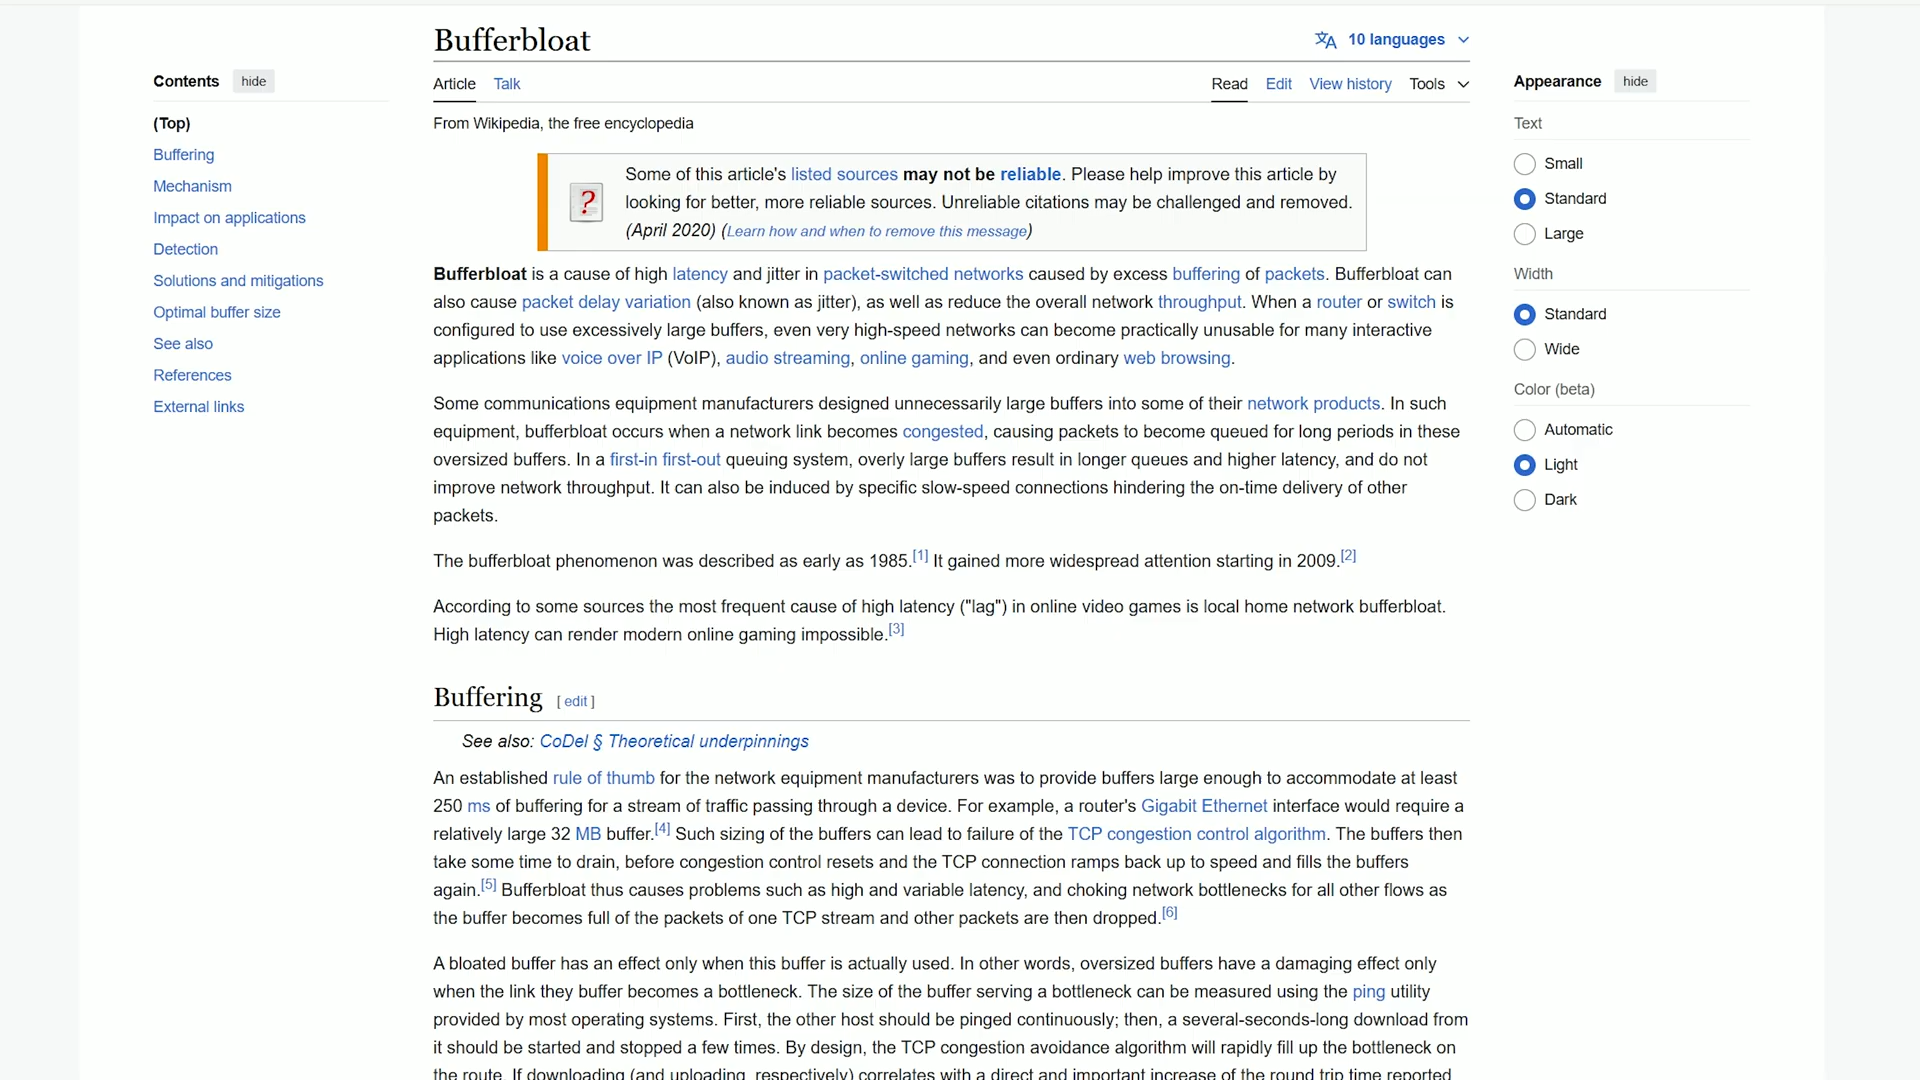 Bufferbloat
10 languages
Contents hide
(Top)
Buffering
Mechanism
Impact on applications
Detection
Solutions and mitigations
Optimal buffer size
See also
References
External links
Article Talk
Read Edit View history Tools
From Wikipedia, the free encyclopedia
Some of this article's listed sources may not be reliable. Please help improve this article by
looking for better, more reliable sources. Unreliable citations may be challenged and removed.
(April 2020) (Learn how and when to remove this message)
Bufferbloat is a cause of high latency and jitter in packet-switched networks caused by excess buffering of packets. Bufferbloat can
also cause packet delay variation (also known as jitter), as well as reduce the overall network throughput. When a router or switch is
configured to use excessively large buffers, even very high-speed networks can become practically unusable for many interactive
applications like voice over IP (VoIP), audio streaming, online gaming, and even ordinary web browsing.
Some communications equipment manufacturers designed unnecessarily large buffers into some of their network products. In such
equipment, bufferbloat occurs when a network link becomes congested, causing packets to become queued for long periods in these
oversized buffers. In a first-in first-out queuing system, overly large buffers result in longer queues and higher latency, and do not
improve network throughput. It can also be induced by specific slow-speed connections hindering the on-time delivery of other
packets.
The bufferbloat phenomenon was described as early as 1985.[1] It gained more widespread attention starting in 2009.[2]
According to some sources the most frequent cause of high latency ("lag") in online video games is local home network bufferbloat.
High latency can render modern online gaming impossible.[3]
Buffering [ edit ]
See also: CoDel § Theoretical underpinnings
An established rule of thumb for the network equipment manufacturers was to provide buffers large enough to accommodate at least
250 ms of buffering for a stream of traffic passing through a device. For example, a router's Gigabit Ethernet interface would require a
relatively large 32 MB buffer.[4] Such sizing of the buffers can lead to failure of the TCP congestion control algorithm. The buffers then
take some time to drain, before congestion control resets and the TCP connection ramps back up to speed and fills the buffers
again.[5] Bufferbloat thus causes problems such as high and variable latency, and choking network bottlenecks for all other flows as
the buffer becomes full of the packets of one TCP stream and other packets are then dropped.[6]
A bloated buffer has an effect only when this buffer is actually used. In other words, oversized buffers have a damaging effect only
when the link they buffer becomes a bottleneck. The size of the buffer serving a bottleneck can be measured using the ping utility
provided by most operating systems. First, the other host should be pinged continuously; then, a several-seconds-long download from
it should be started and stopped a few times. By design, the TCP congestion avoidance algorithm will rapidly fill up the bottleneck on
the route. If downloading (and uploading, respectively) correlates with a direct and important increase of the round trip time reported
Appearance hide
Text
Small
Standard
Large
Width
Standard
Wide
Color (beta)
Automatic
Light
Dark